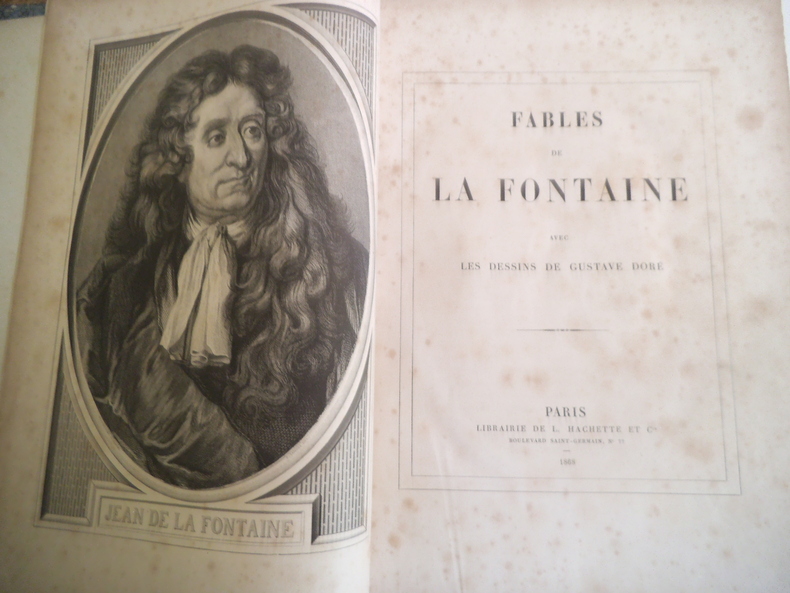 JEAN DE LA FONTAINE
FABLES
DE
LA FONTAINE
AVEC
LES DESSINS DE GUSTAVE DORÉ
PARIS
LIBRAIRIE DE L. HACHETTE ET Cie
BOULEVARD SAINT-GERMAIN, N°
1868